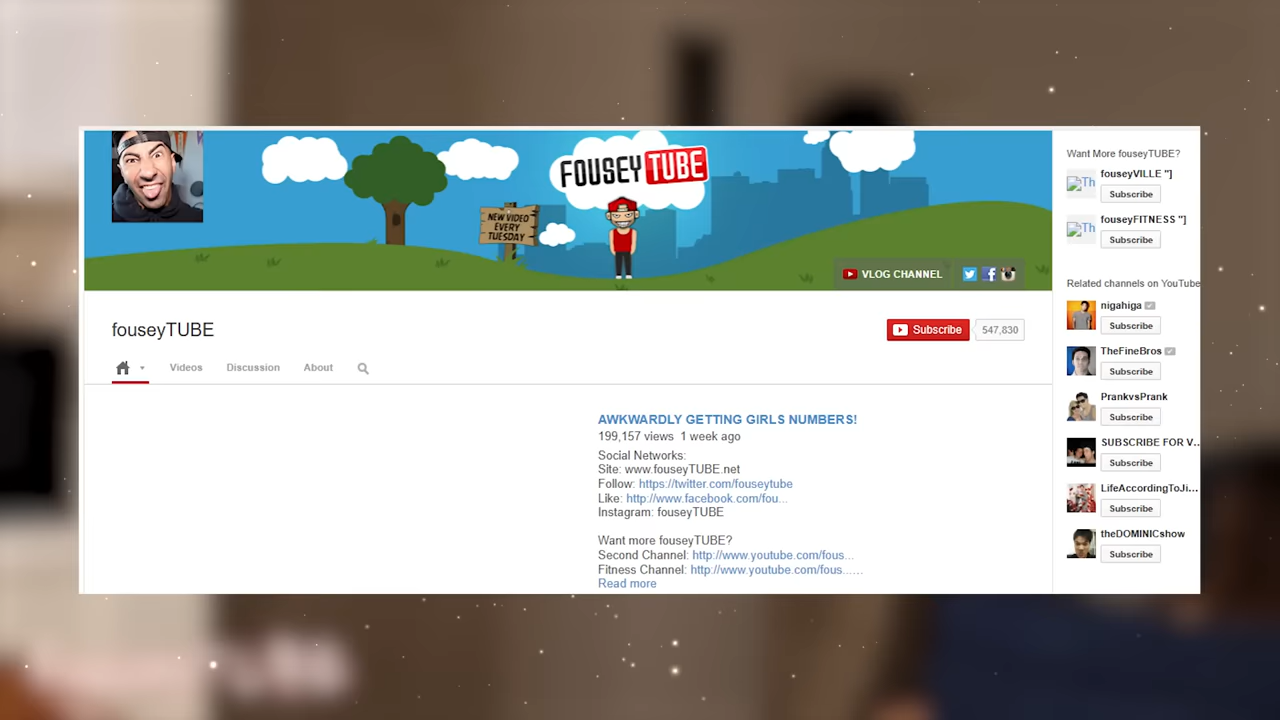 FOUSEY TUBE
NEW VIDEO
EVERY
TUESDAY
VLOG CHANNEL
fouseyTUBE
Subscribe
547,830
Videos
Discussion
About
AWKWARDLY GETTING GIRLS NUMBERS!
199,157 views 1 week ago
Social Networks:
Site: www.fouseyTUBE.net
Follow: https://twitter.com/fouseytube
Like: http://www.facebook.com/fou...
Instagram: fouseyTUBE
Want more fouseyTUBE?
Second Channel: http://www.youtube.com/fous...
Fitness Channel: http://www.youtube.com/fous......
Read more
Want More fouseyTUBE?
Th
fouseyVILLE "]
Subscribe
Th
fouseyFITNESS "]
Subscribe
Related channels on YouTube
nigahiga
Subscribe
TheFineBros
Subscribe
PrankvsPrank
Subscribe
SUBSCRIBE FOR V...
Subscribe
LifeAccordingToJi...
Subscribe
theDOMINICshow
Subscribe